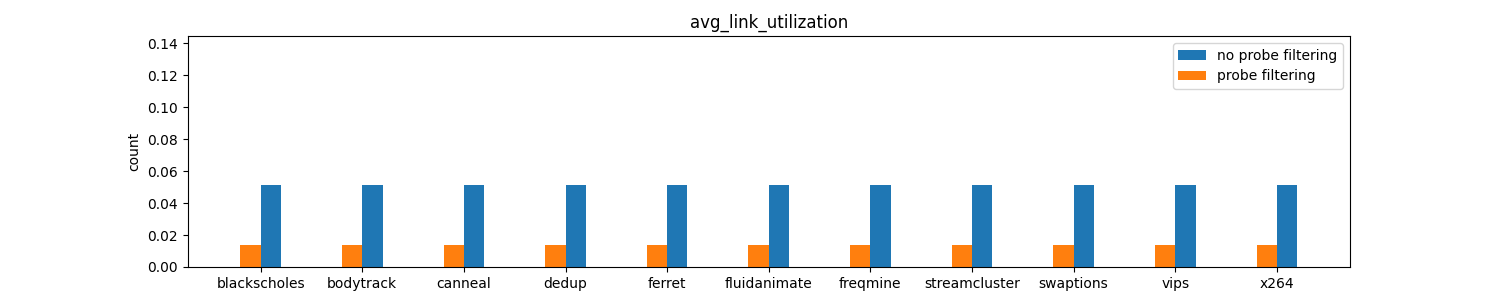 avg_link_utilization
0.14
0.12
0.10
0.08
0.06
0.04
0.02
0.00
count
no probe filtering
probe filtering
blackscholes bodytrack canneal dedup ferret fluidanimate freqmine streamcluster swaptions vips x264